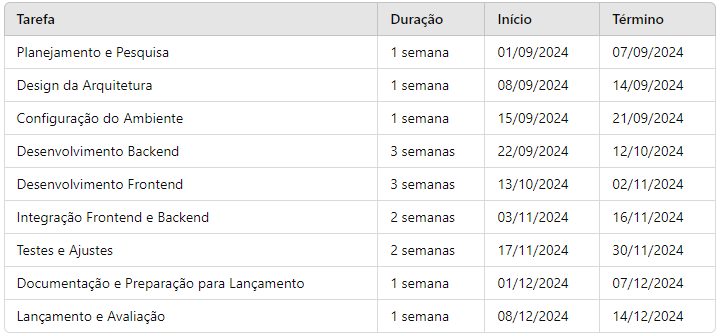 Tarefa Duração Início Término
Planejamento e Pesquisa 1 semana 01/09/2024 07/09/2024
Design da Arquitetura 1 semana 08/09/2024 14/09/2024
Configuração do Ambiente 1 semana 15/09/2024 21/09/2024
Desenvolvimento Backend 3 semanas 22/09/2024 12/10/2024
Desenvolvimento Frontend 3 semanas 13/10/2024 02/11/2024
Integração Frontend e Backend 2 semanas 03/11/2024 16/11/2024
Testes e Ajustes 2 semanas 17/11/2024 30/11/2024
Documentação e Preparação para Lançamento 1 semana 01/12/2024 07/12/2024
Lançamento e Avaliação 1 semana 08/12/2024 14/12/2024